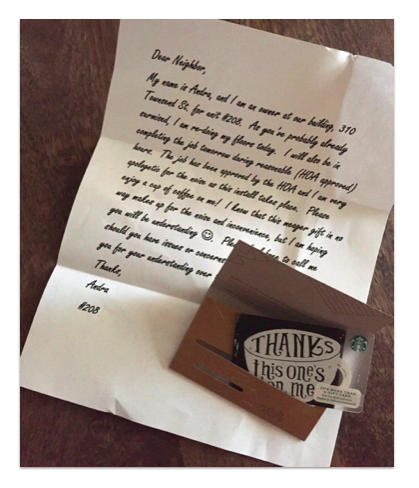 Dear Neighbor,
My name is Andra, and I am an owner at our building, 310
Townsend St. for unit #208. As you've probably already
surmised, I am re-doing my floors today. I will also be
completing the job tomorrow during reasonable (HOA approved)
hours. The job has been approved by the HOA and I am very
apologetic for the noise as this install takes place. Please
enjoy a cup of coffee on me! I know that this meager gift in no
way makes up for the noise and inconvenience, but I am hoping
you will be understanding ☺. Please feel free to call me
should you have issues or concerns
you for your understanding over
Thanks,
Andra
#208
THANKS
this one's
on me